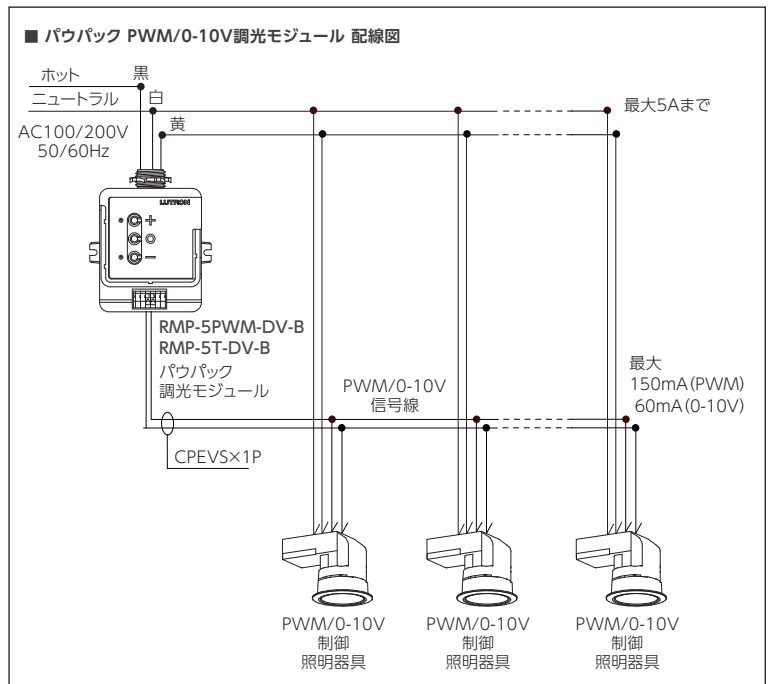 ■ パウパック PWM/0-10V調光モジュール 配線図
ホット
黒
ニュートラル
白
最大5Aまで
黄
AC100/200V
50/60Hz
LUTRON
RMP-5PWM-DV-B
RMP-5T-DV-B
パウパック
調光モジュール
PWM/0-10V
信号線
最大
150mA(PWM)
60mA(0-10V)
CPEVS×1P
PWM/0-10V
制御
照明器具
PWM/0-10V
制御
照明器具
PWM/0-10V
制御
照明器具